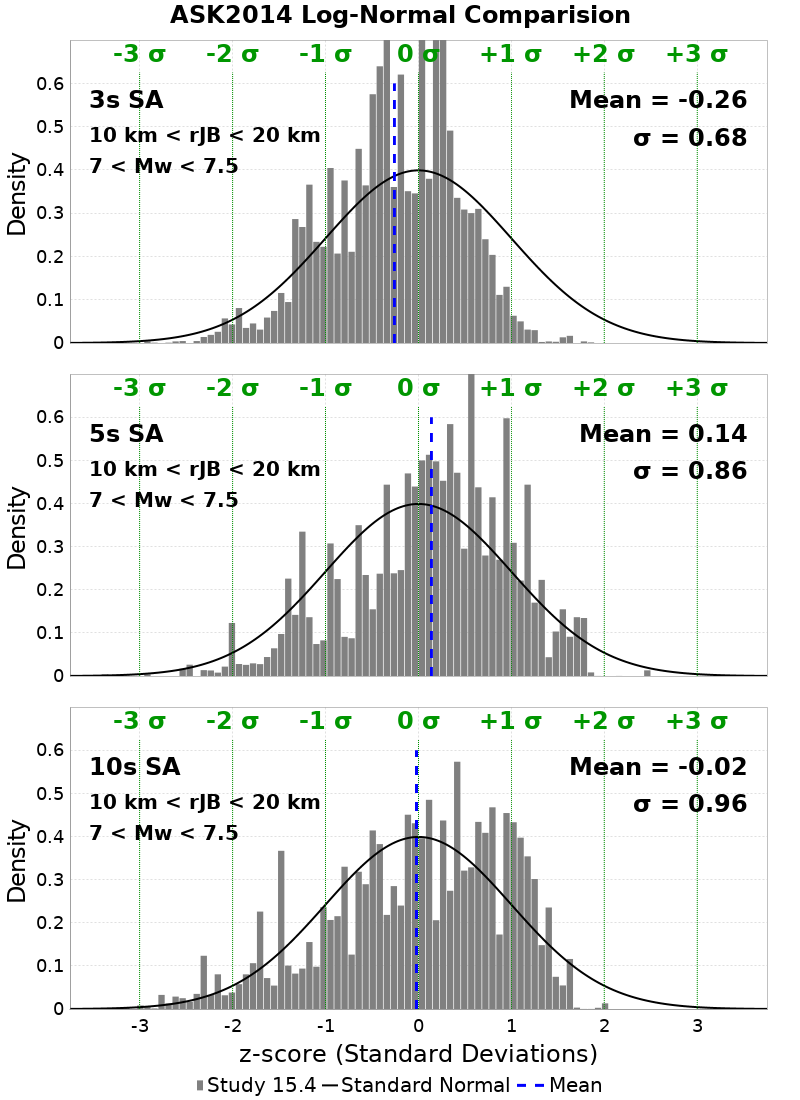 ASK2014 Log-Normal Comparision
-3 σ -2 σ -1 σ 0 σ +1 σ +2 σ +3 σ
3s SA
10 km < rJB < 20 km
7 < Mw < 7.5
Mean = -0.26
σ = 0.68
Density
0.6
0.5
0.4
0.3
0.2
0.1
0
-3 σ -2 σ -1 σ 0 σ +1 σ +2 σ +3 σ
5s SA
10 km < rJB < 20 km
7 < Mw < 7.5
Mean = 0.14
σ = 0.86
Density
0.6
0.5
0.4
0.3
0.2
0.1
0
-3 σ -2 σ -1 σ 0 σ +1 σ +2 σ +3 σ
10s SA
10 km < rJB < 20 km
7 < Mw < 7.5
Mean = -0.02
σ = 0.96
Density
0.6
0.5
0.4
0.3
0.2
0.1
0
-3 -2 -1 0 1 2 3
z-score (Standard Deviations)
Study 15.4 Standard Normal Mean